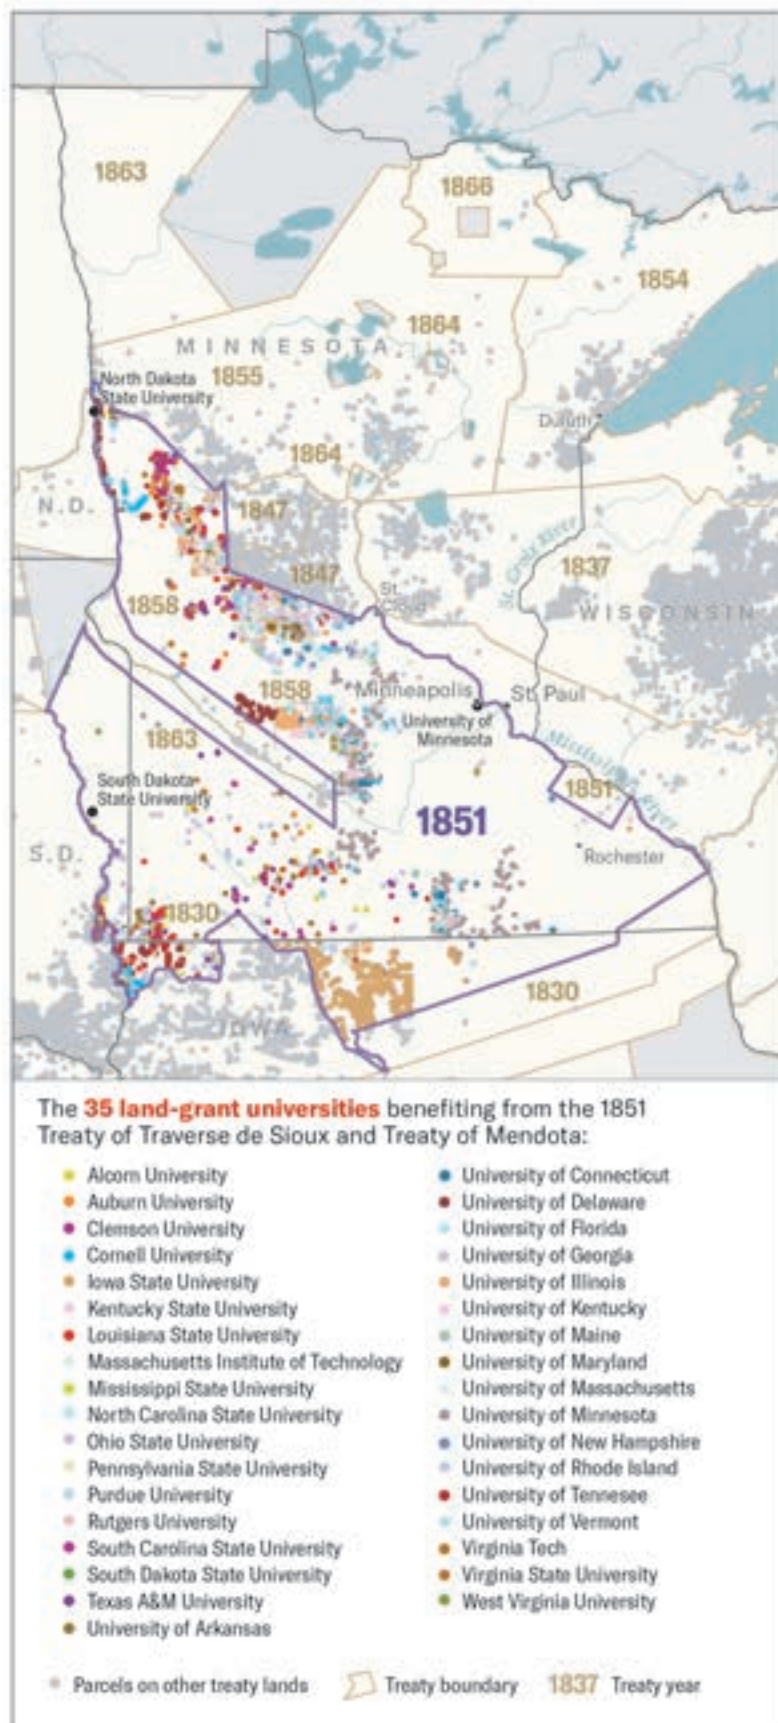 1863
1866
1854
1864
MINNESOTA
1855
North Dakota
State University
Duluth
1864
N.D.
1847
St. Croix River
1847
1837
St.
Cloud
1858
WISCONSIN
1858
Minneapolis
St. Paul
University of
Minnesota
1863
Mississippi River
South Dakota
State University
1851
1851
Rochester
S.D.
1830
1830
IOWA
The 35 land-grant universities benefiting from the 1851
Treaty of Traverse de Sioux and Treaty of Mendota:
Alcorn University
Auburn University
Clemson University
Cornell University
Iowa State University
Kentucky State University
Louisiana State University
Massachusetts Institute of Technology
Mississippi State University
North Carolina State University
Ohio State University
Pennsylvania State University
Purdue University
Rutgers University
South Carolina State University
South Dakota State University
Texas A&M University
University of Arkansas
University of Connecticut
University of Delaware
University of Florida
University of Georgia
University of Illinois
University of Kentucky
University of Maine
University of Maryland
University of Massachusetts
University of Minnesota
University of New Hampshire
University of Rhode Island
University of Tennesee
University of Vermont
Virginia Tech
Virginia State University
West Virginia University
Parcels on other treaty lands
Treaty boundary
1837 Treaty year